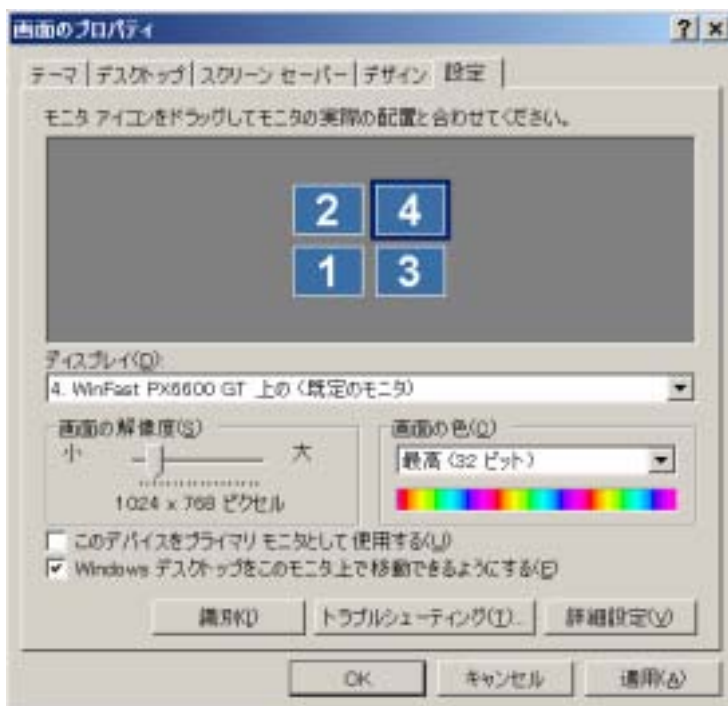 画面のプロパティ
テーマ デスクトップ スクリーン セーバー デザイン 設定
モニタ アイコンをドラッグしてモニタの実際の配置と合わせてください。
2 4
1 3
ディスプレイ(D):
4. WinFast PX6600 GT 上の (既定のモニタ)
画面の解像度(S)
小 大
1024 x 768 ピクセル
画面の色(C)
最高 (32 ビット)
このデバイスをプライマリ モニタとして使用する(U)
Windows デスクトップをこのモニタ上で移動できるようにする(E)
識別(I) トラブルシューティング(T)... 詳細設定(V)
OK キャンセル 適用(A)